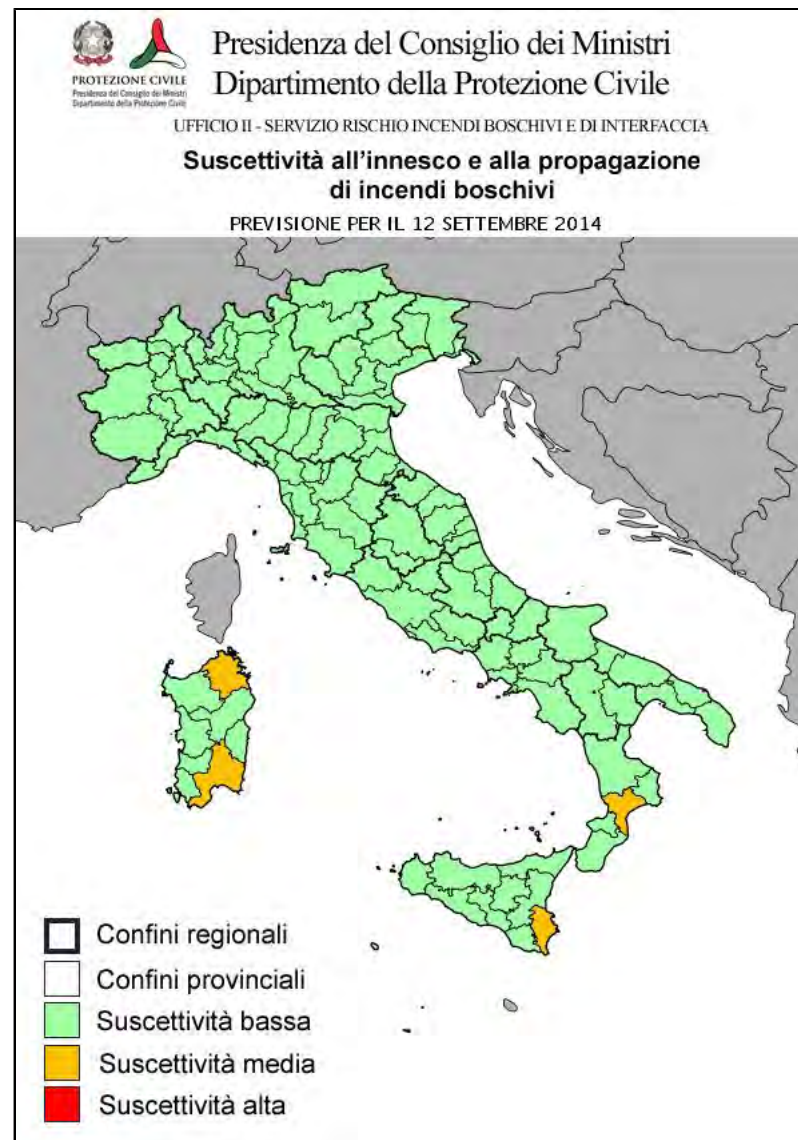 PROTEZIONE CIVILE
Presidenza del Consiglio dei Ministri
Dipartimento della Protezione Civile
Presidenza del Consiglio dei Ministri
Dipartimento della Protezione Civile
UFFICIO II - SERVIZIO RISCHIO INCENDI BOSCHIVI E DI INTERFACCIA
Suscettività all'innesco e alla propagazione
di incendi boschivi
PREVISIONE PER IL 12 SETTEMBRE 2014
Confini regionali
Confini provinciali
Suscettività bassa
Suscettività media
Suscettività alta